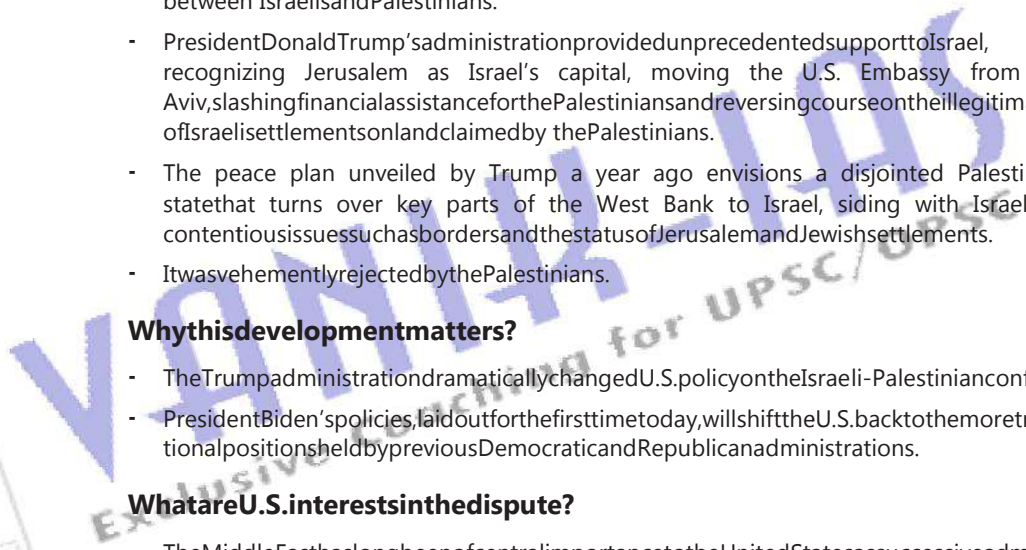 between IsraelisandPalestinians.
- PresidentDonaldTrump'sadministrationprovidedunprecedentedsupporttoIsrael,
recognizing Jerusalem as Israel's capital, moving the U.S. Embassy from
Aviv,slashingfinancialassistanceforthePalestiniansandreversingcourseontheillegitim
ofIsraelisettlementsonlandclaimedby thePalestinians.
- The peace plan unveiled by Trump a year ago envisions a disjointed Palesti
statethat turns over key parts of the West Bank to Israel, siding with Israel
contentiousissuessuchasbordersandthestatusofJerusalemandJewishsettlements.
- ItwasvehementlyrejectedbythePalestinians.
Whythisdevelopmentmatters?
- TheTrumpadministrationdramaticallychangedU.S.policyontheIsraeli-Palestinianconf
- PresidentBiden'spolicies,laidoutforthefirsttimetoday,willshifttheU.S.backtothemoretr
tionalpositionsheldbypreviousDemocraticandRepublicanadministrations.
WhatareU.S.interestsinthedispute?
VANIK-IAS
Exclusive Coaching for UPSC/OPSC